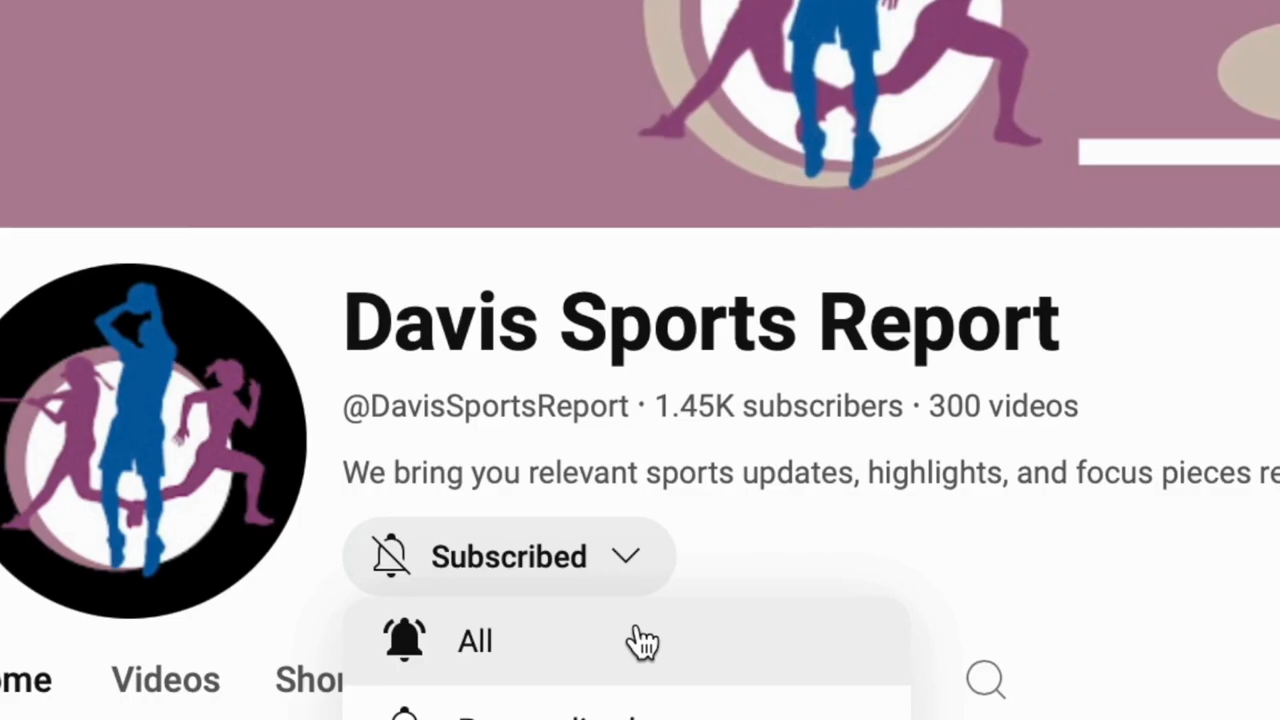 Davis Sports Report
@DavisSportsReport · 1.45K subscribers · 300 videos
We bring you relevant sports updates, highlights, and focus pieces re
Subscribed
All
ome Videos Shor